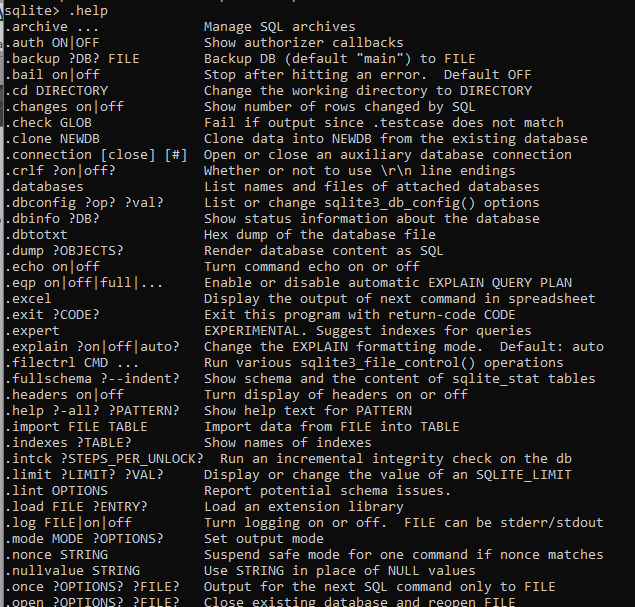 sqlite> .help
.archive ...             Manage SQL archives
.auth ON|OFF             Show authorizer callbacks
.backup ?DB? FILE        Backup DB (default "main") to FILE
.bail on|off             Stop after hitting an error.  Default OFF
.cd DIRECTORY            Change the working directory to DIRECTORY
.changes on|off          Show number of rows changed by SQL
.check GLOB              Fail if output since .testcase does not match
.clone NEWDB             Clone data into NEWDB from the existing database
.connection [close] [#]  Open or close an auxiliary database connection
.crlf ?on|off?           Whether or not to use \r\n line endings
.databases               List names and files of attached databases
.dbconfig ?op? ?val?     List or change sqlite3_db_config() options
.dbinfo ?DB?             Show status information about the database
.dbtotxt                 Hex dump of the database file
.dump ?OBJECTS?          Render database content as SQL
.echo on|off             Turn command echo on or off
.eqp on|off|full|...     Enable or disable automatic EXPLAIN QUERY PLAN
.excel                   Display the output of next command in spreadsheet
.exit ?CODE?             Exit this program with return-code CODE
.expert                  EXPERIMENTAL. Suggest indexes for queries
.explain ?on|off|auto?   Change the EXPLAIN formatting mode.  Default: auto
.filectrl CMD ...        Run various sqlite3_file_control() operations
.fullschema ?--indent?   Show schema and the content of sqlite_stat tables
.headers on|off          Turn display of headers on or off
.help ?-all? ?PATTERN?   Show help text for PATTERN
.import FILE TABLE       Import data from FILE into TABLE
.indexes ?TABLE?         Show names of indexes
.intck ?STEPS_PER_UNLOCK?  Run an incremental integrity check on the db
.limit ?LIMIT? ?VAL?     Display or change the value of an SQLITE_LIMIT
.lint OPTIONS            Report potential schema issues.
.load FILE ?ENTRY?       Load an extension library
.log FILE|on|off         Turn logging on or off.  FILE can be stderr/stdout
.mode MODE ?OPTIONS?     Set output mode
.nonce STRING            Suspend safe mode for one command if nonce matches
.nullvalue STRING        Use STRING in place of NULL values
.once ?OPTIONS? ?FILE?   Output for the next SQL command only to FILE
.open ?OPTIONS? ?FILE?   Close existing database and reopen FILE